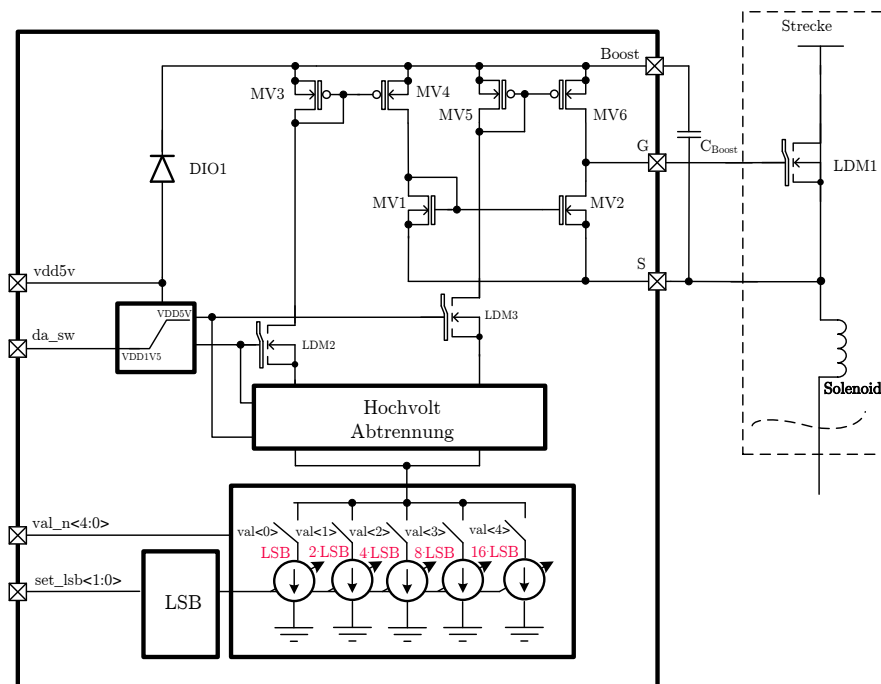 Strecke
Boost
MV3
MV4
MV5
MV6
G
C_Boost
LDM1
DIO1
MV1
MV2
vdd5v
S
VDD5V
LDM3
da_sw
VDD1V5
LDM2
Solenoid
Hochvolt
Abtrennung
val_n<4:0>
val<0> val<1> val<2> val<3> val<4>
LSB 2·LSB 4·LSB 8·LSB 16·LSB
set_lsb<1:0>
LSB